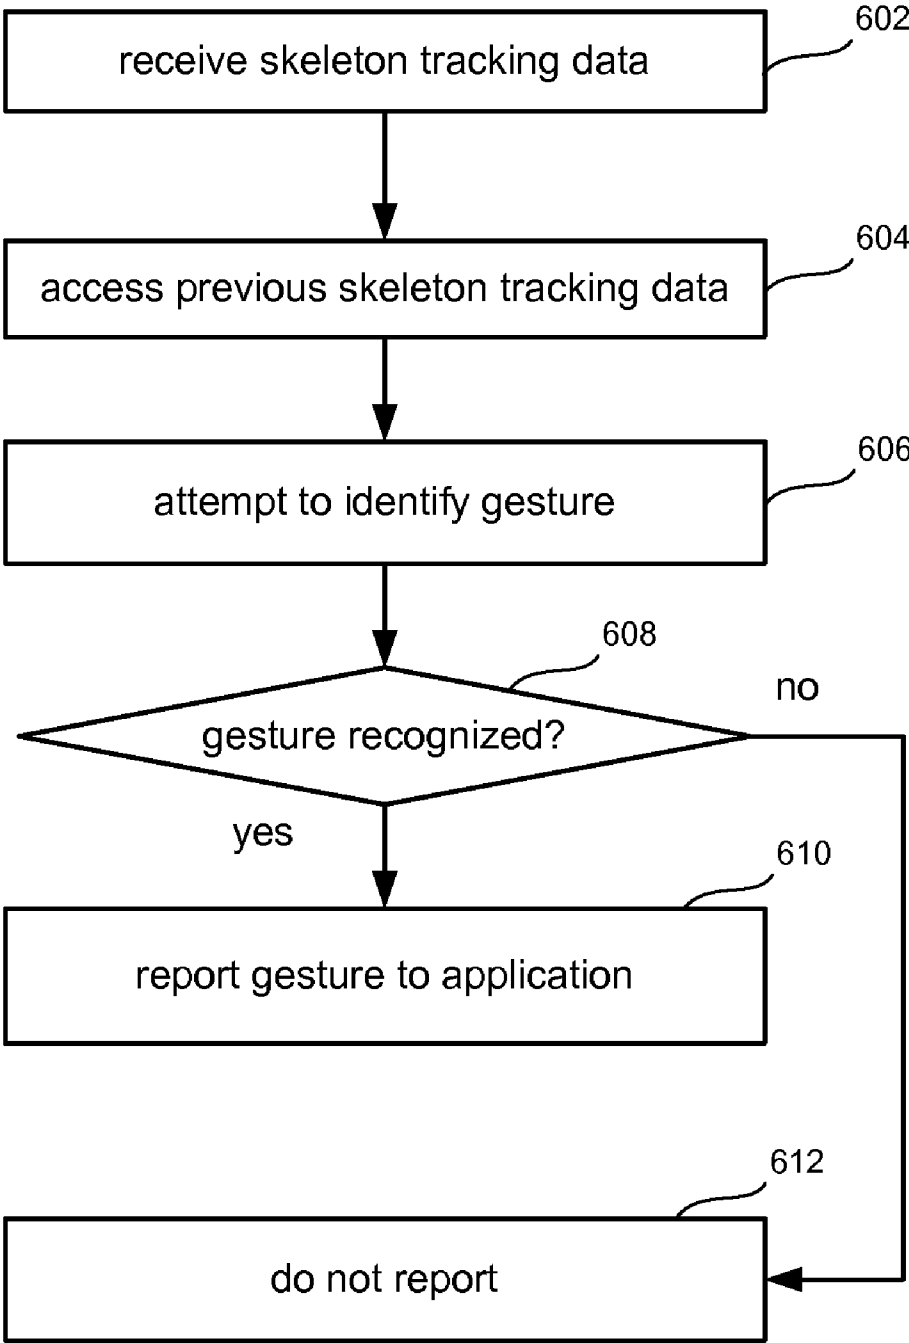 602
receive skeleton tracking data
604
access previous skeleton tracking data
606
attempt to identify gesture
608
no
gesture recognized?
yes
610
report gesture to application
612
do not report